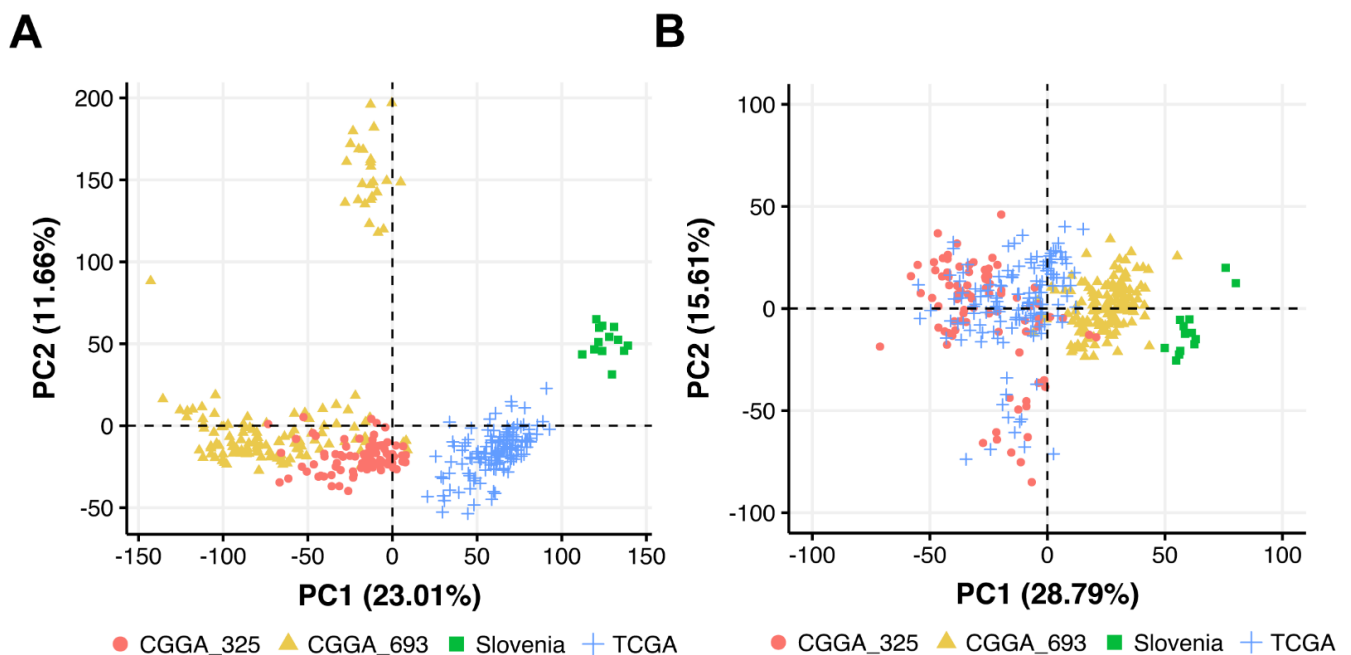 A
PC2 (11.66%)
200
150
100
50
0
-50
-150
-100
-50
0
50
100
150
PC1 (23.01%)
CGGA_325
CGGA_693
Slovenia
TCGA
B
PC2 (15.61%)
100
50
0
-50
-100
-100
-50
0
50
100
PC1 (28.79%)
CGGA_325
CGGA_693
Slovenia
TCGA